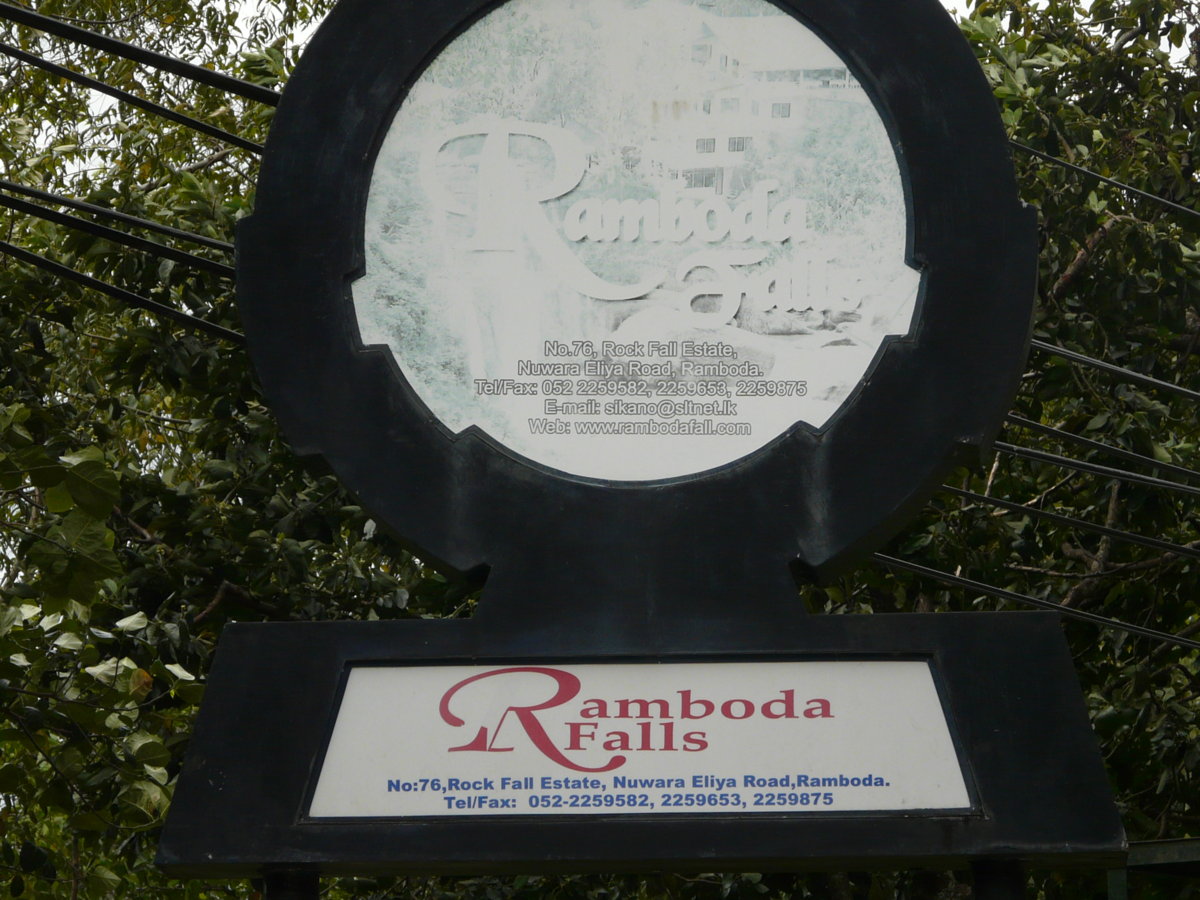 Ramboda
Falls
No.76, Rock Fall Estate,
Nuwara Eliya Road, Ramboda.
Tel/Fax: 052 2259582, 2259653, 2259875
E-mail: sikano@sltnet.lk
Web: www.rambodafall.com
Ramboda
Falls
No:76,Rock Fall Estate, Nuwara Eliya Road,Ramboda.
Tel/Fax: 052-2259582, 2259653, 2259875